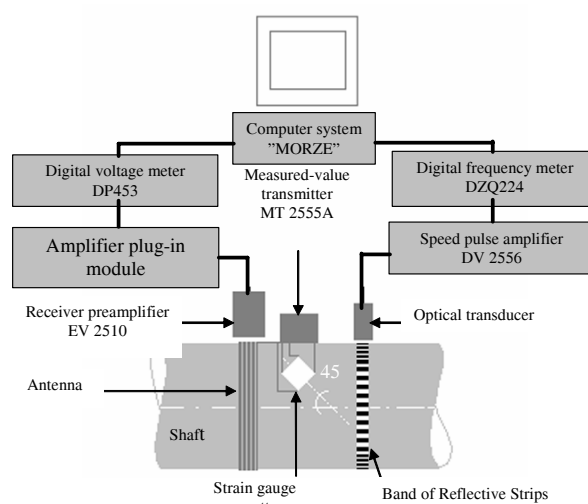 Computer system
”MORZE”
Digital voltage meter
DP453
Measured-value
transmitter
MT 2555A
Digital frequency meter
DZQ224
Amplifier plug-in
module
Speed pulse amplifier
DV 2556
Receiver preamplifier
EV 2510
Optical transducer
Antenna
45
Shaft
Strain gauge
Band of Reflective Strips